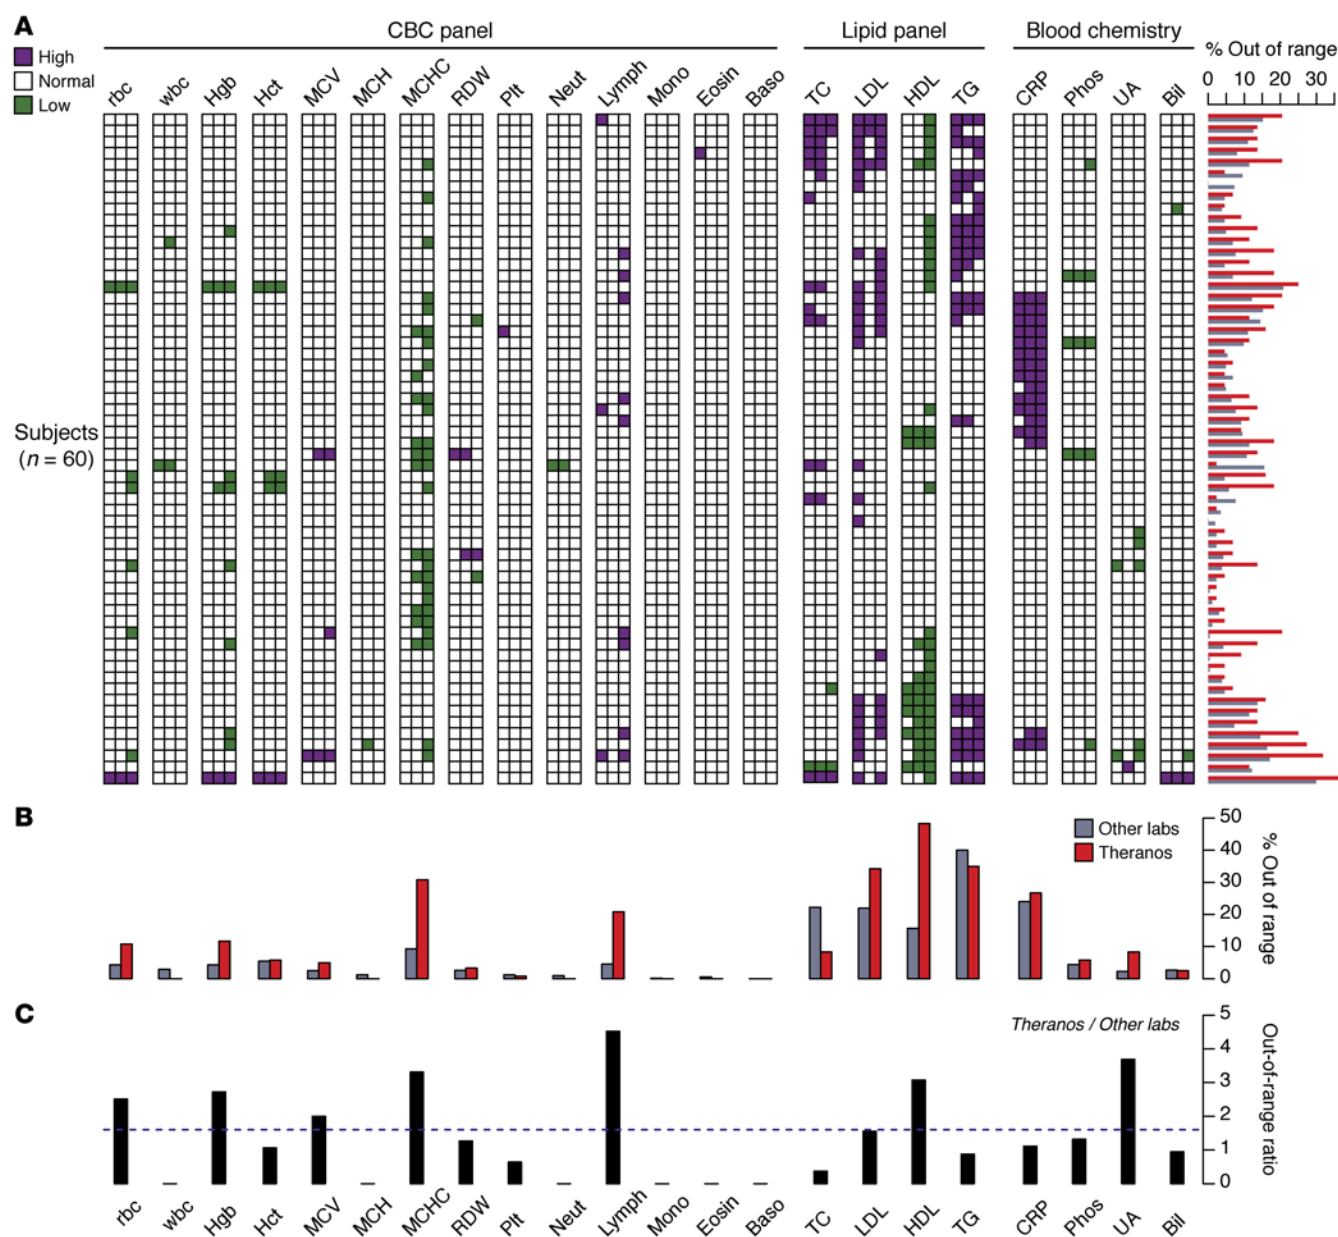 A
CBC panel
Lipid panel
Blood chemistry
High
Normal
Low
rbc
wbc
Hgb
Hct
MCV
MCH
MCHC
RDW
Plt
Neut
Lymph
Mono
Eosin
Baso
TC
LDL
HDL
TG
CRP
Phos
UA
Bil
% Out of range
0 10 20 30
Subjects
(n = 60)
B
Other labs
Theranos
50
40
30
20
10
0
% Out of range
C
Theranos / Other labs
5
4
3
2
1
0
Out-of-range ratio
rbc
wbc
Hgb
Hct
MCV
MCH
MCHC
RDW
Plt
Neut
Lymph
Mono
Eosin
Baso
TC
LDL
HDL
TG
CRP
Phos
UA
Bil